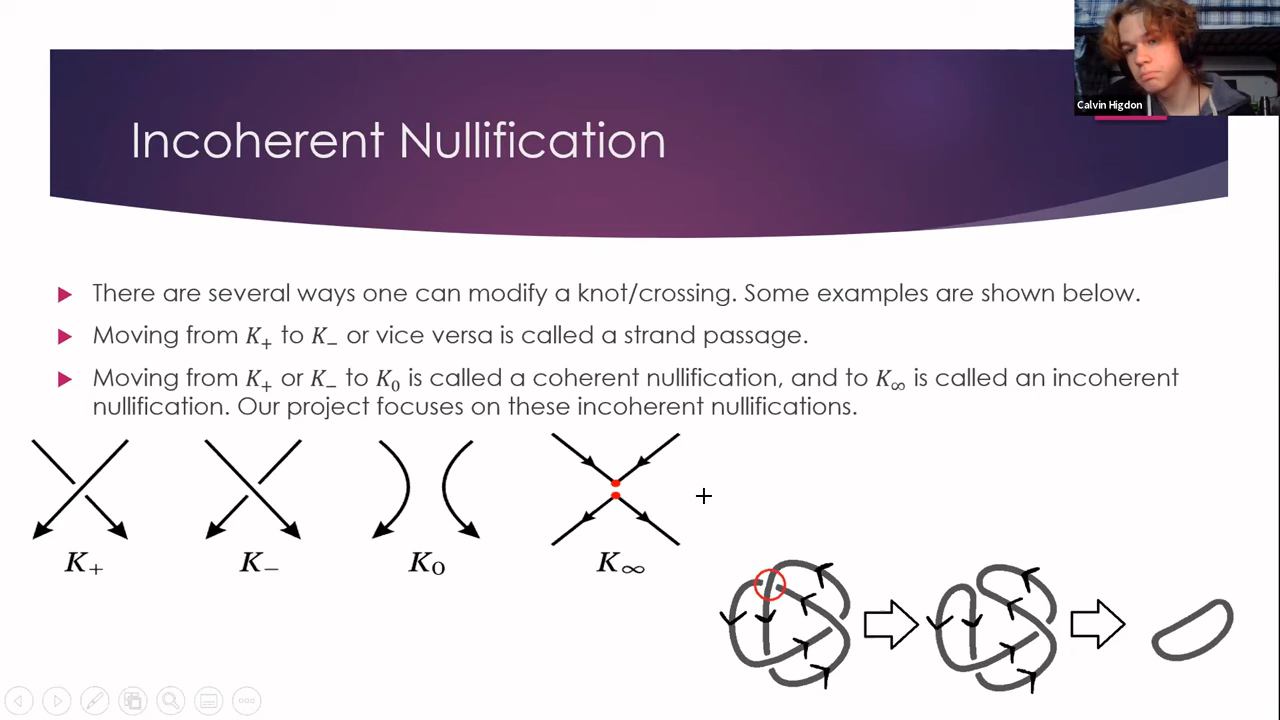 Calvin Higdon
Incoherent Nullification
There are several ways one can modify a knot/crossing. Some examples are shown below.
Moving from K₊ to K₋ or vice versa is called a strand passage.
Moving from K₊ or K₋ to K₀ is called a coherent nullification, and to K∞ is called an incoherent
nullification. Our project focuses on these incoherent nullifications.
K₊ K₋ K₀ K∞